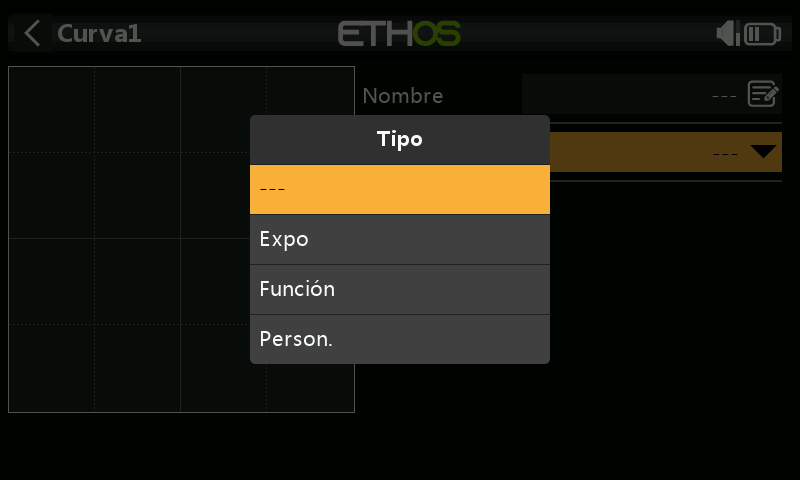 Curva1
ETHOS
Nombre
---
---
Tipo
---
Expo
Función
Person.